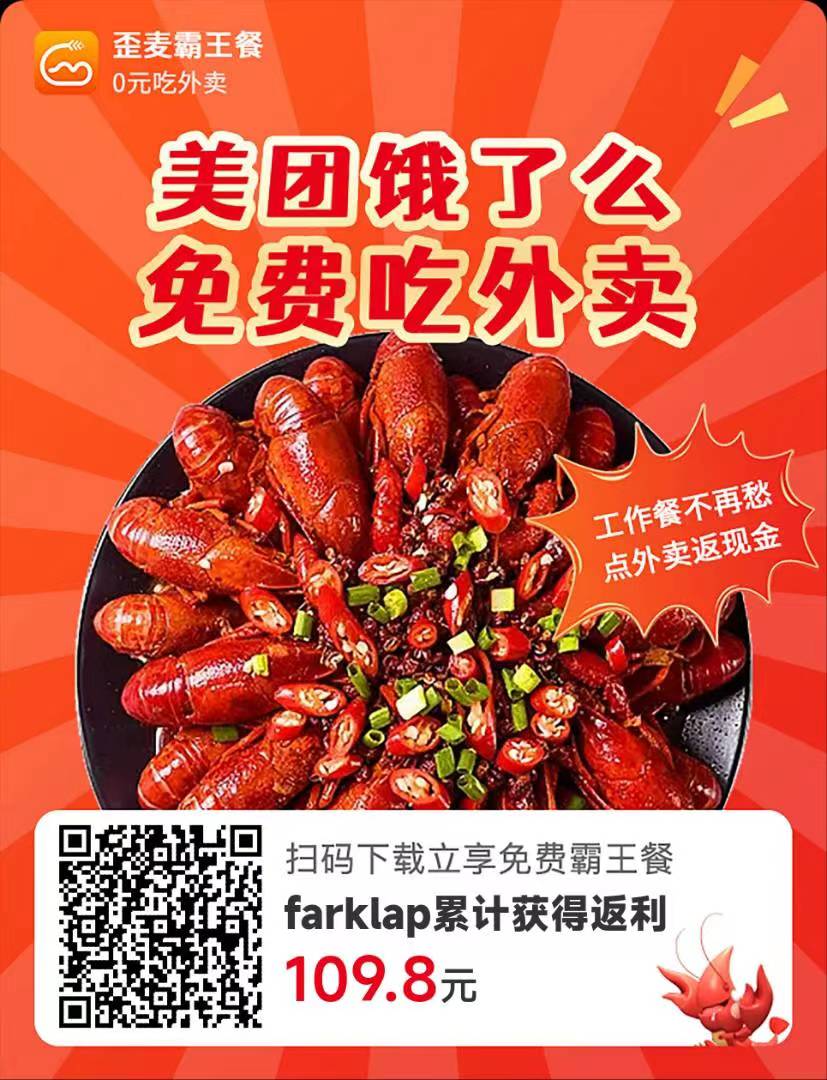 歪麦霸王餐
0元吃外卖
美团饿了么
免费吃外卖
工作餐不再愁
点外卖返现金
扫码下载立享免费霸王餐
farklap累计获得返利
109.8元